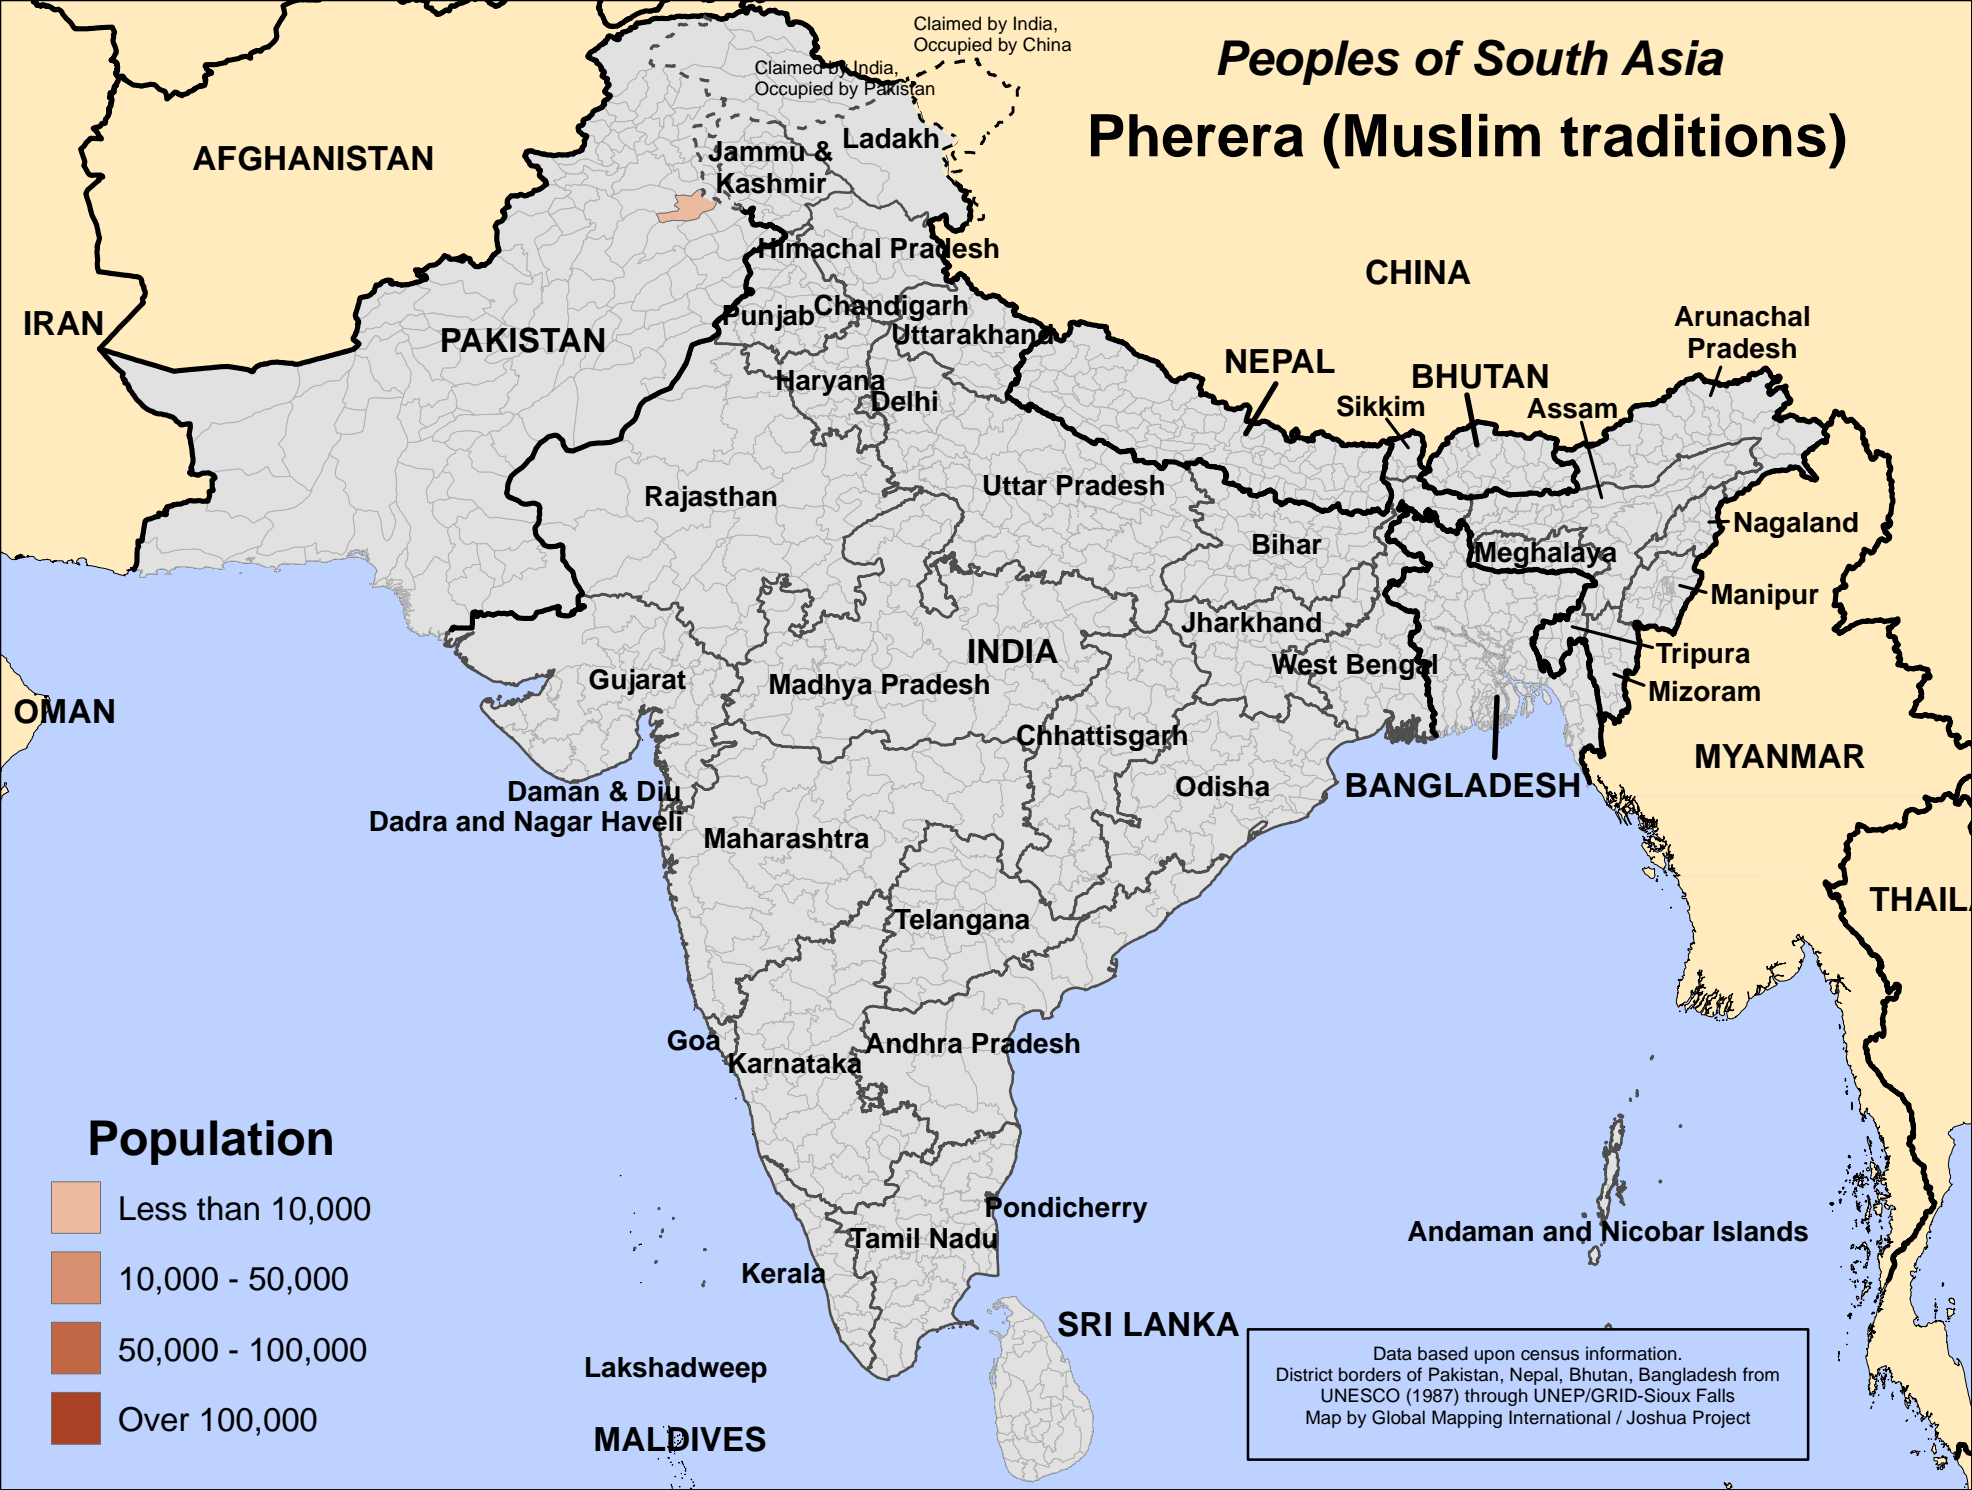 Claimed by India,
Occupied by China
Claimed by India,
Occupied by Pakistan
Peoples of South Asia
Pherera (Muslim traditions)
AFGHANISTAN
Ladakh
Jammu &
Kashmir
Himachal Pradesh
CHINA
IRAN
PAKISTAN
Punjab
Chandigarh
Uttarakhand
Arunachal
Pradesh
NEPAL
BHUTAN
Haryana
Delhi
Sikkim
Assam
Rajasthan
Uttar Pradesh
Bihar
Meghalaya
Nagaland
Manipur
Jharkhand
INDIA
West Bengal
Tripura
Mizoram
Gujarat
Madhya Pradesh
OMAN
Chhattisgarh
Odisha
BANGLADESH
MYANMAR
Daman & Diu
Dadra and Nagar Haveli
Maharashtra
THAIL
Telangana
Goa
Karnataka
Andhra Pradesh
Pondicherry
Tamil Nadu
Kerala
Andaman and Nicobar Islands
SRI LANKA
Lakshadweep
MALDIVES
Population
Less than 10,000
10,000 - 50,000
50,000 - 100,000
Over 100,000
Data based upon census information.
District borders of Pakistan, Nepal, Bhutan, Bangladesh from
UNESCO (1987) through UNEP/GRID-Sioux Falls
Map by Global Mapping International / Joshua Project